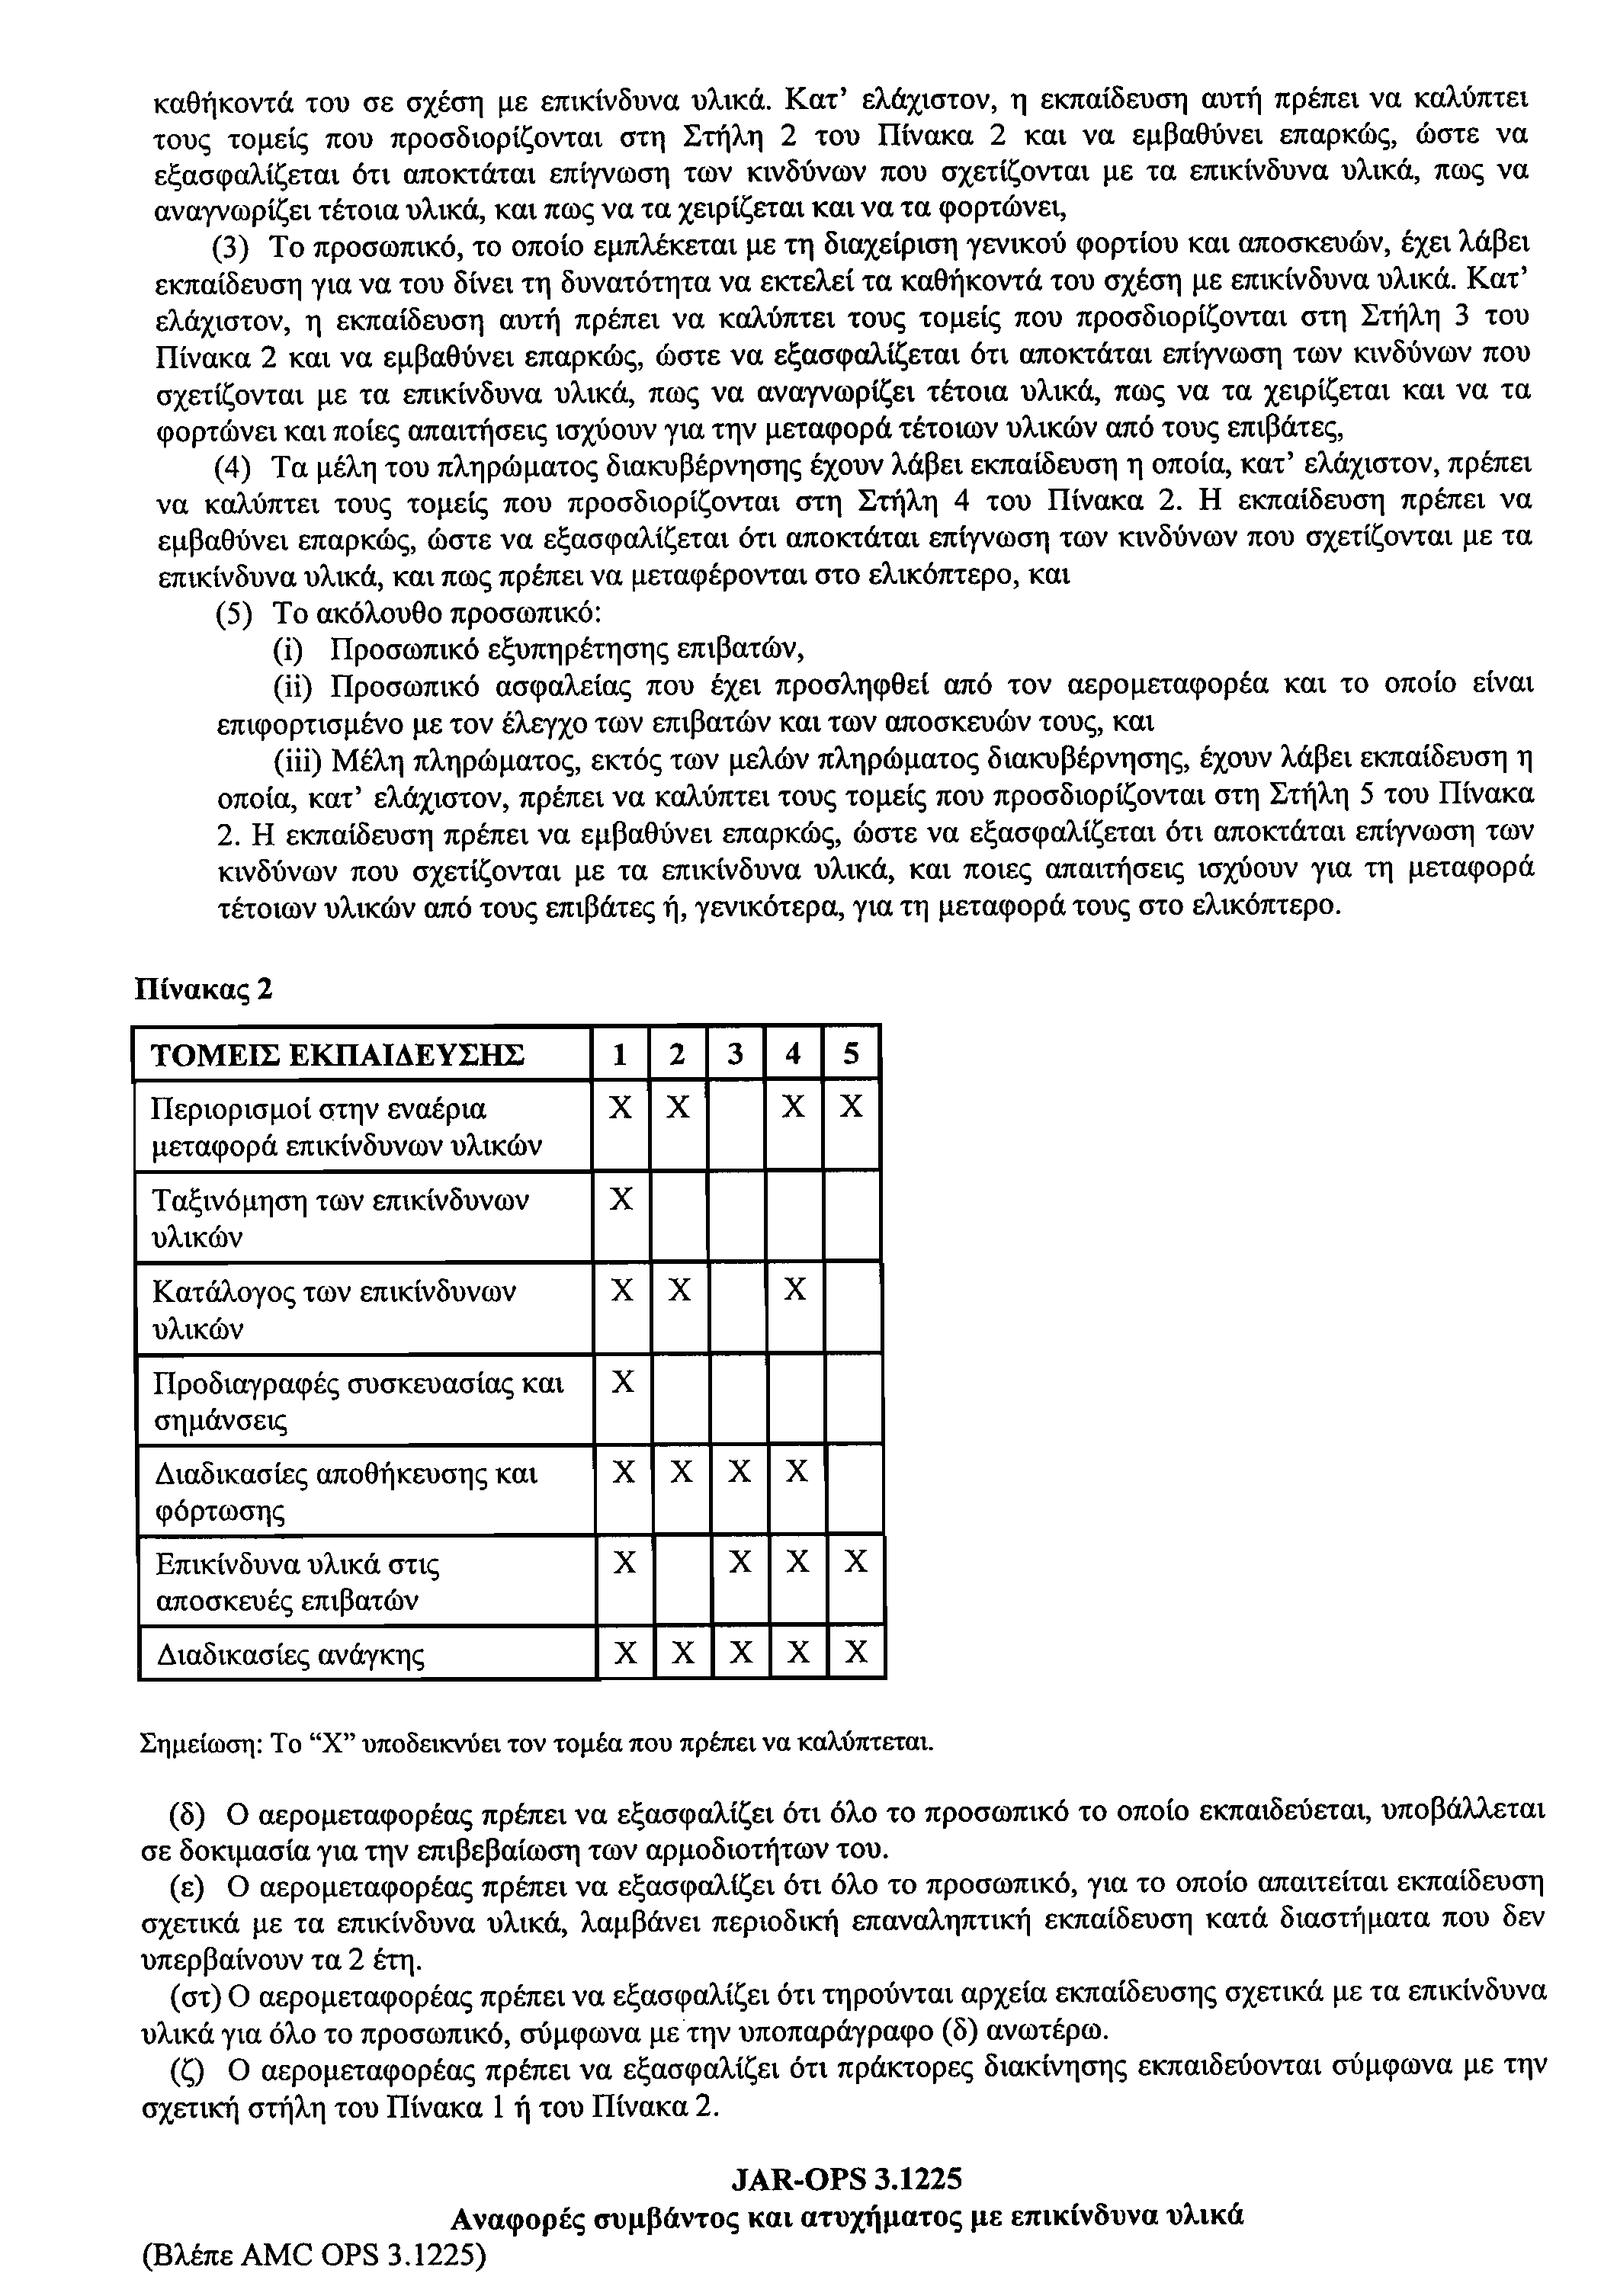 καθήκοντά του σε σχέση με επικίνδυνα υλικά. Κατ’ ελάχιστον, η εκπαίδευση αυτή πρέπει να καλύπτει
τους τομείς που προσδιορίζονται στη Στήλη 2 του Πίνακα 2 και να εμβαθύνει επαρκώς, ώστε να
εξασφαλίζεται ότι αποκτάται επίγνωση των κινδύνων που σχετίζονται με τα επικίνδυνα υλικά, πως να
αναγνωρίζει τέτοια υλικά, και πως να τα χειρίζεται και να τα φορτώνει,
(3) Το προσωπικό, το οποίο εμπλέκεται με τη διαχείριση γενικού φορτίου και αποσκευών, έχει λάβει
εκπαίδευση για να του δίνει τη δυνατότητα να εκτελεί τα καθήκοντά του σχέση με επικίνδυνα υλικά. Κατ’
ελάχιστον, η εκπαίδευση αυτή πρέπει να καλύπτει τους τομείς που προσδιορίζονται στη Στήλη 3 του
Πίνακα 2 και να εμβαθύνει επαρκώς, ώστε να εξασφαλίζεται ότι αποκτάται επίγνωση των κινδύνων που
σχετίζονται με τα επικίνδυνα υλικά, πως να αναγνωρίζει τέτοια υλικά, πως να τα χειρίζεται και να τα
φορτώνει και ποίες απαιτήσεις ισχύουν για την μεταφορά τέτοιων υλικών από τους επιβάτες,
(4) Τα μέλη του πληρώματος διακυβέρνησης έχουν λάβει εκπαίδευση η οποία, κατ’ ελάχιστον, πρέπει
να καλύπτει τους τομείς που προσδιορίζονται στη Στήλη 4 του Πίνακα 2. Η εκπαίδευση πρέπει να
εμβαθύνει επαρκώς, ώστε να εξασφαλίζεται ότι αποκτάται επίγνωση των κινδύνων που σχετίζονται με τα
επικίνδυνα υλικά, και πως πρέπει να μεταφέρονται στο ελικόπτερο, και
(5) Το ακόλουθο προσωπικό:
(i) Προσωπικό εξυπηρέτησης επιβατών,
(ii) Προσωπικό ασφαλείας που έχει προσληφθεί από τον αερομεταφορέα και το οποίο είναι
επιφορτισμένο με τον έλεγχο των επιβατών και των αποσκευών τους, και
(iii) Μέλη πληρώματος, εκτός των μελών πληρώματος διακυβέρνησης, έχουν λάβει εκπαίδευση η
οποία, κατ’ ελάχιστον, πρέπει να καλύπτει τους τομείς που προσδιορίζονται στη Στήλη 5 του Πίνακα
2. Η εκπαίδευση πρέπει να εμβαθύνει επαρκώς, ώστε να εξασφαλίζεται ότι αποκτάται επίγνωση των
κινδύνων που σχετίζονται με τα επικίνδυνα υλικά, και ποιες απαιτήσεις ισχύουν για τη μεταφορά
τέτοιων υλικών από τους επιβάτες ή, γενικότερα, για τη μεταφορά τους στο ελικόπτερο.
Πίνακας 2
ΤΟΜΕΙΣ ΕΚΠΑΙΔΕΥΣΗΣ 1 2 3 4 5
Περιορισμοί στην εναέρια X X X X
μεταφορά επικίνδυνων υλικών
Ταξινόμηση των επικίνδυνων X
υλικών
Κατάλογος των επικίνδυνων X X X
υλικών
Προδιαγραφές συσκευασίας και X
σημάνσεις
Διαδικασίες αποθήκευσης και X X X X
φόρτωσης
Επικίνδυνα υλικά στις X X X X
αποσκευές επιβατών
Διαδικασίες ανάγκης X X X X X
Σημείωση: Το “X” υποδεικνύει τον τομέα που πρέπει να καλύπτεται.
(δ) Ο αερομεταφορέας πρέπει να εξασφαλίζει ότι όλο το προσωπικό το οποίο εκπαιδεύεται, υποβάλλεται
σε δοκιμασία για την επιβεβαίωση των αρμοδιοτήτων του.
(ε) Ο αερομεταφορέας πρέπει να εξασφαλίζει ότι όλο το προσωπικό, για το οποίο απαιτείται εκπαίδευση
σχετικά με τα επικίνδυνα υλικά, λαμβάνει περιοδική επαναληπτική εκπαίδευση κατά διαστήματα που δεν
υπερβαίνουν τα 2 έτη.
(στ) Ο αερομεταφορέας πρέπει να εξασφαλίζει ότι τηρούνται αρχεία εκπαίδευσης σχετικά με τα επικίνδυνα
υλικά για όλο το προσωπικό, σύμφωνα με την υποπαράγραφο (δ) ανωτέρω.
(ζ) Ο αερομεταφορέας πρέπει να εξασφαλίζει ότι πράκτορες διακίνησης εκπαιδεύονται σύμφωνα με την
σχετική στήλη του Πίνακα 1 ή του Πίνακα 2.
JAR-OPS 3.1225
Αναφορές συμβάντος και ατυχήματος με επικίνδυνα υλικά
(Βλέπε AMC OPS 3.1225)